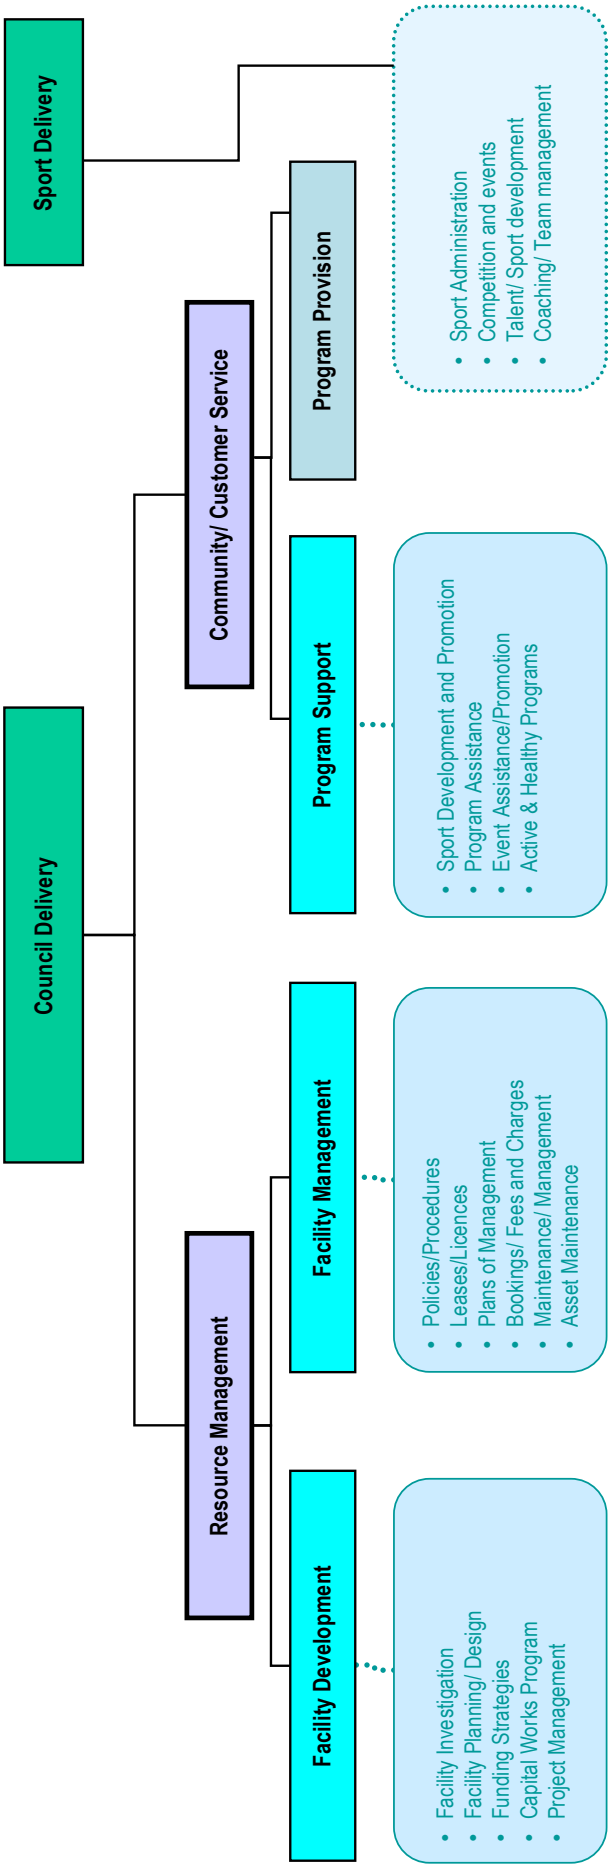 Council Delivery
Sport Delivery
Resource Management
Community/ Customer Service
Facility Development
Facility Management
Program Support
Program Provision
• Facility Investigation
• Facility Planning/ Design
• Funding Strategies
• Capital Works Program
• Project Management
• Policies/Procedures
• Leases/Licences
• Plans of Management
• Bookings/ Fees and Charges
• Maintenance/ Management
• Asset Maintenance
• Sport Development and Promotion
• Program Assistance
• Event Assistance/Promotion
• Active & Healthy Programs
• Sport Administration
• Competition and events
• Talent/ Sport development
• Coaching/ Team management